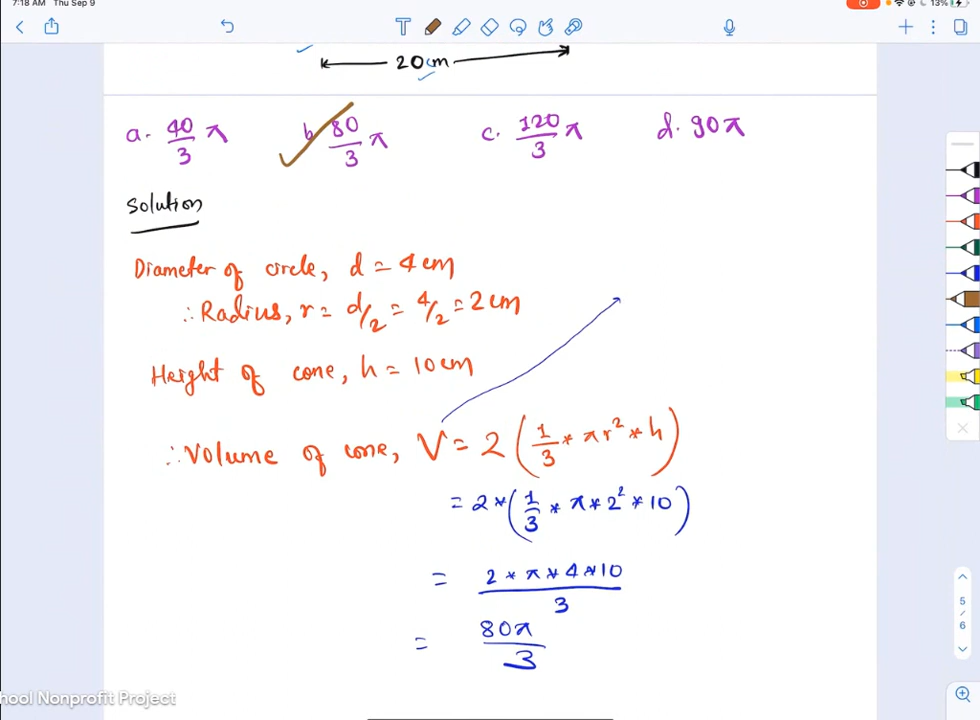 7:18 AM Thu Sep 9
13%
20cm
a. 40/3 π b 80/3 π c. 120/3 π d. 90π
Solution
Diameter of circle, d = 4cm
∴ Radius, r = d/2 = 4/2 = 2cm
Height of cone, h = 10cm
∴ Volume of cone, V = 2 (1/3 * πr² * h)
= 2 * (1/3 * π * 2² * 10)
= 2 * π * 4 * 10 / 3
= 80π / 3
5
/
6
hool Nonprofit Project